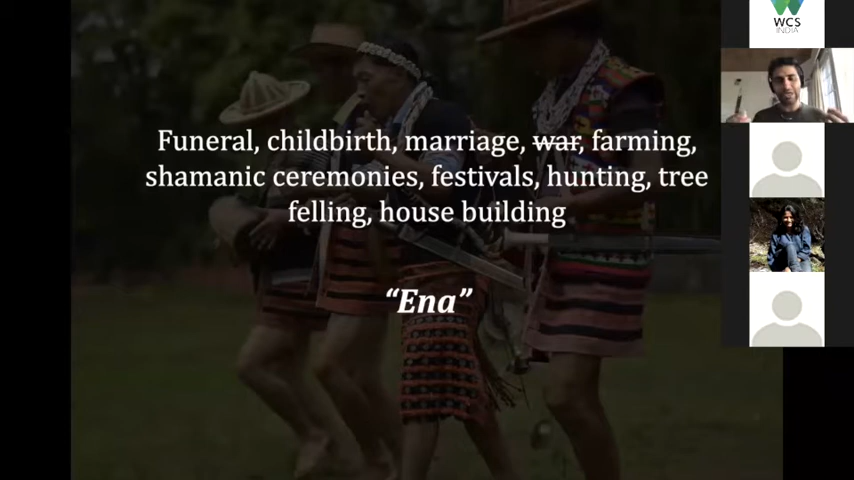 Funeral, childbirth, marriage, war, farming,
shamanic ceremonies, festivals, hunting, tree
felling, house building
“Ena”
WCS
INDIA